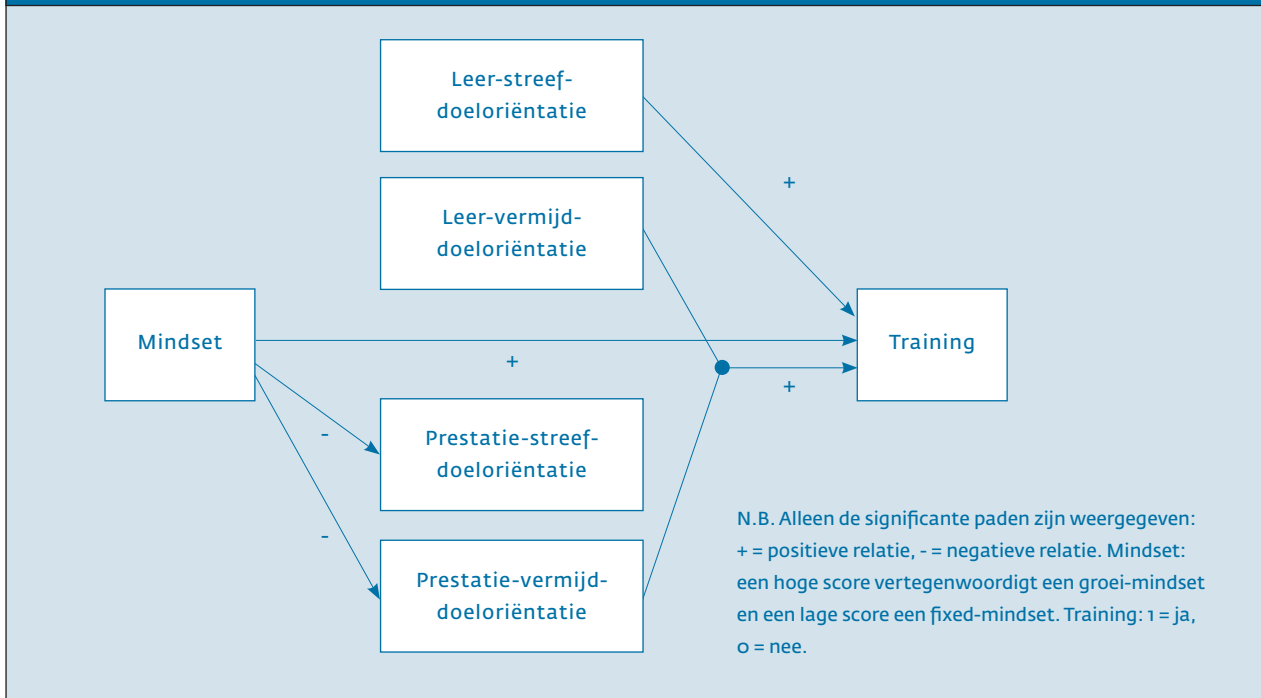 Leer-streef-
doeloriëntatie
+
Leer-vermijd-
doeloriëntatie
Mindset
Training
+
+
-
Prestatie-streef-
doeloriëntatie
-
Prestatie-vermijd-
doeloriëntatie
N.B. Alleen de significante paden zijn weergegeven:
+ = positieve relatie, - = negatieve relatie. Mindset:
een hoge score vertegenwoordigt een groei-mindset
en een lage score een fixed-mindset. Training: 1 = ja,
0 = nee.